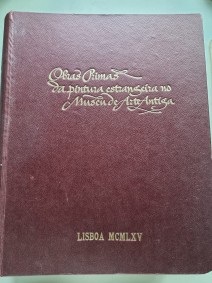 Obras Primas
da pintura estrangeira no
Museu de Arte Antiga
LISBOA MCMLXV